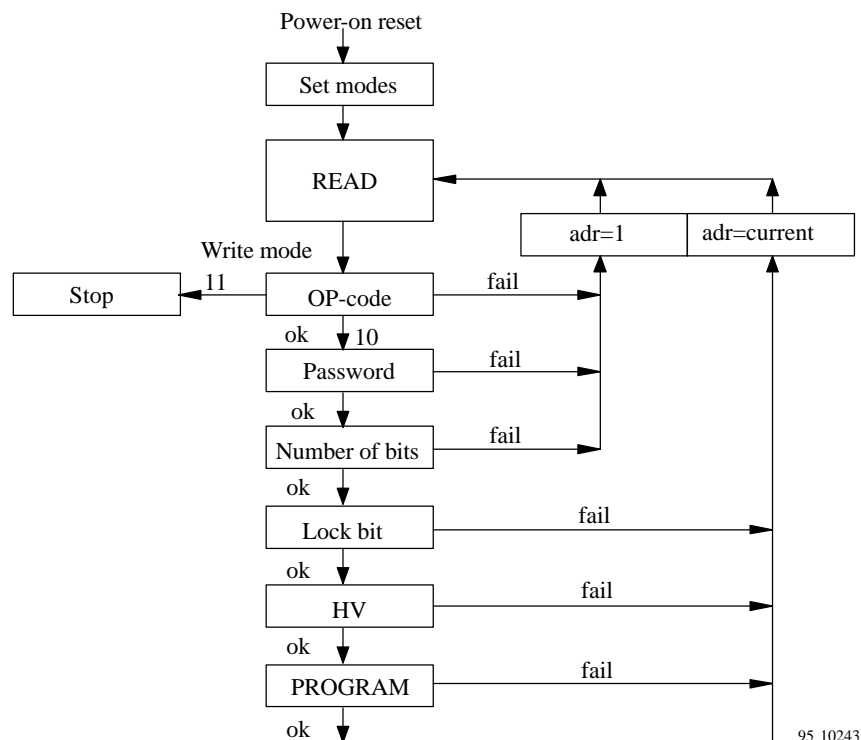 Power-on reset
Set modes
READ
adr=1
adr=current
Write mode
Stop
11
OP-code
fail
ok
10
Password
fail
ok
Number of bits
fail
ok
Lock bit
fail
ok
HV
fail
ok
PROGRAM
fail
ok
95 10243